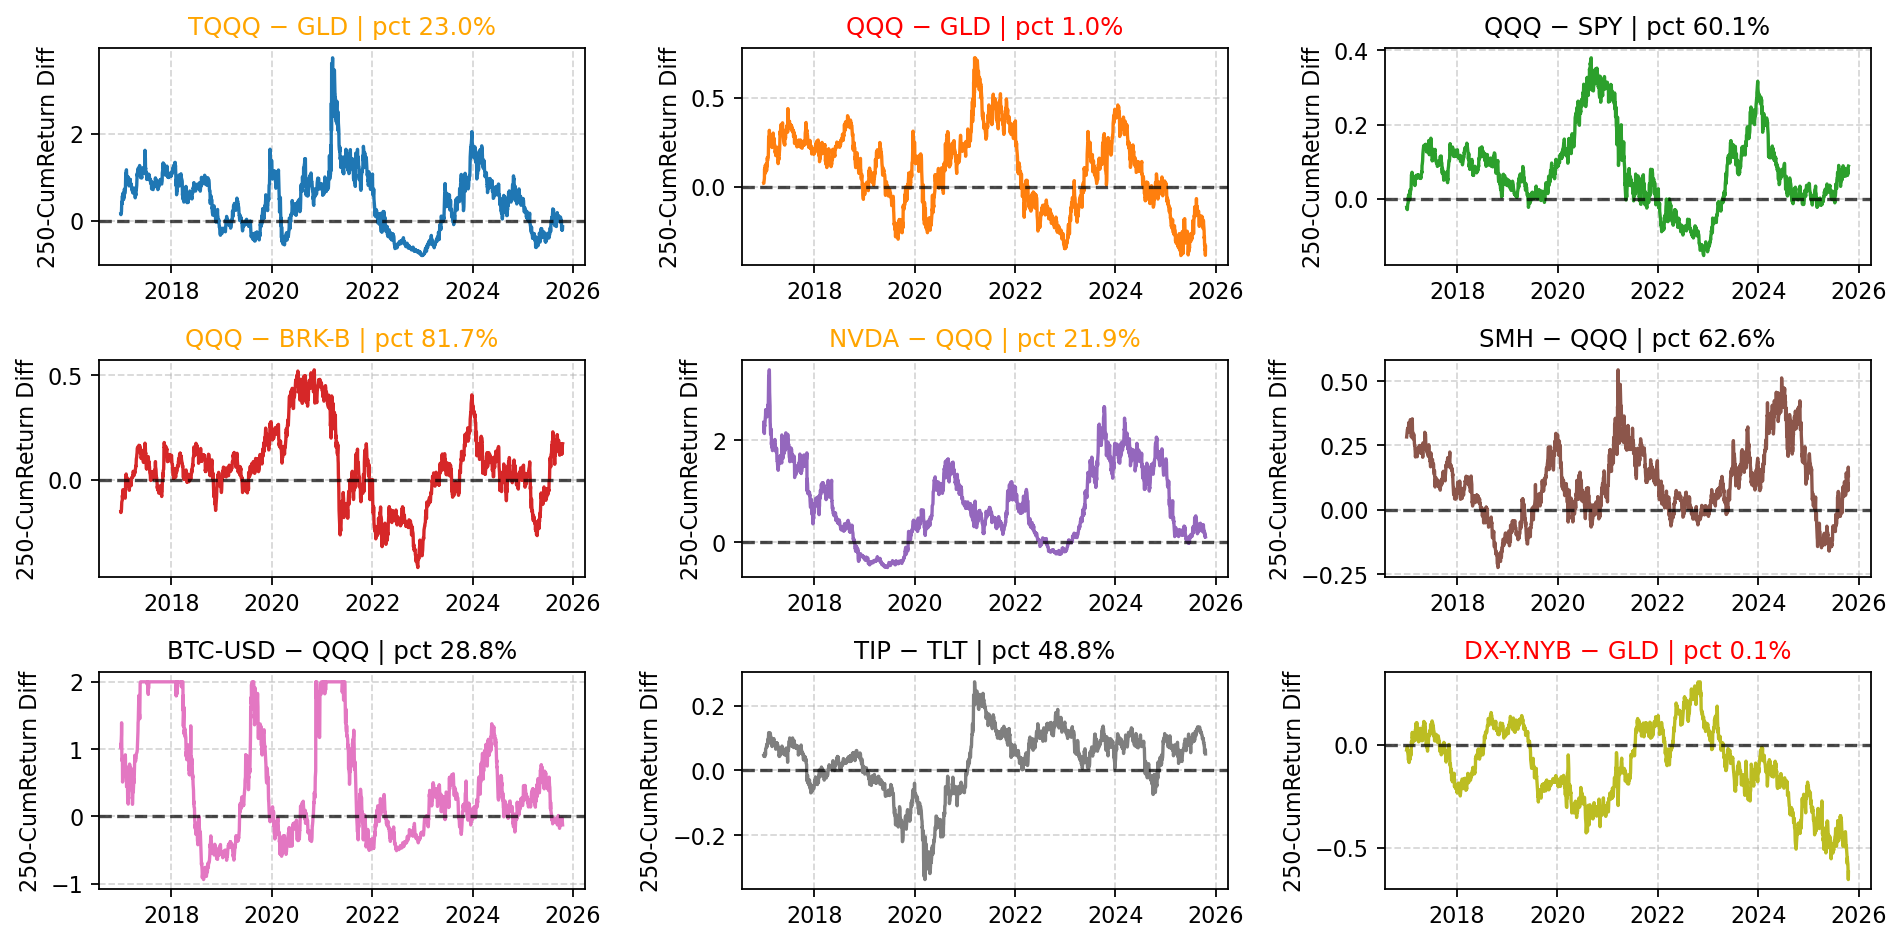 TQQQ − GLD | pct 23.0%
250-CumReturn Diff
2
0
2018 2020 2022 2024 2026
QQQ − GLD | pct 1.0%
250-CumReturn Diff
0.5
0.0
2018 2020 2022 2024 2026
QQQ − SPY | pct 60.1%
250-CumReturn Diff
0.4
0.2
0.0
2018 2020 2022 2024 2026
QQQ − BRK-B | pct 81.7%
250-CumReturn Diff
0.5
0.0
2018 2020 2022 2024 2026
NVDA − QQQ | pct 21.9%
250-CumReturn Diff
2
0
2018 2020 2022 2024 2026
SMH − QQQ | pct 62.6%
250-CumReturn Diff
0.50
0.25
0.00
−0.25
2018 2020 2022 2024 2026
BTC-USD − QQQ | pct 28.8%
250-CumReturn Diff
2
1
0
−1
2018 2020 2022 2024 2026
TIP − TLT | pct 48.8%
250-CumReturn Diff
0.2
0.0
−0.2
2018 2020 2022 2024 2026
DX-Y.NYB − GLD | pct 0.1%
250-CumReturn Diff
0.0
−0.5
2018 2020 2022 2024 2026